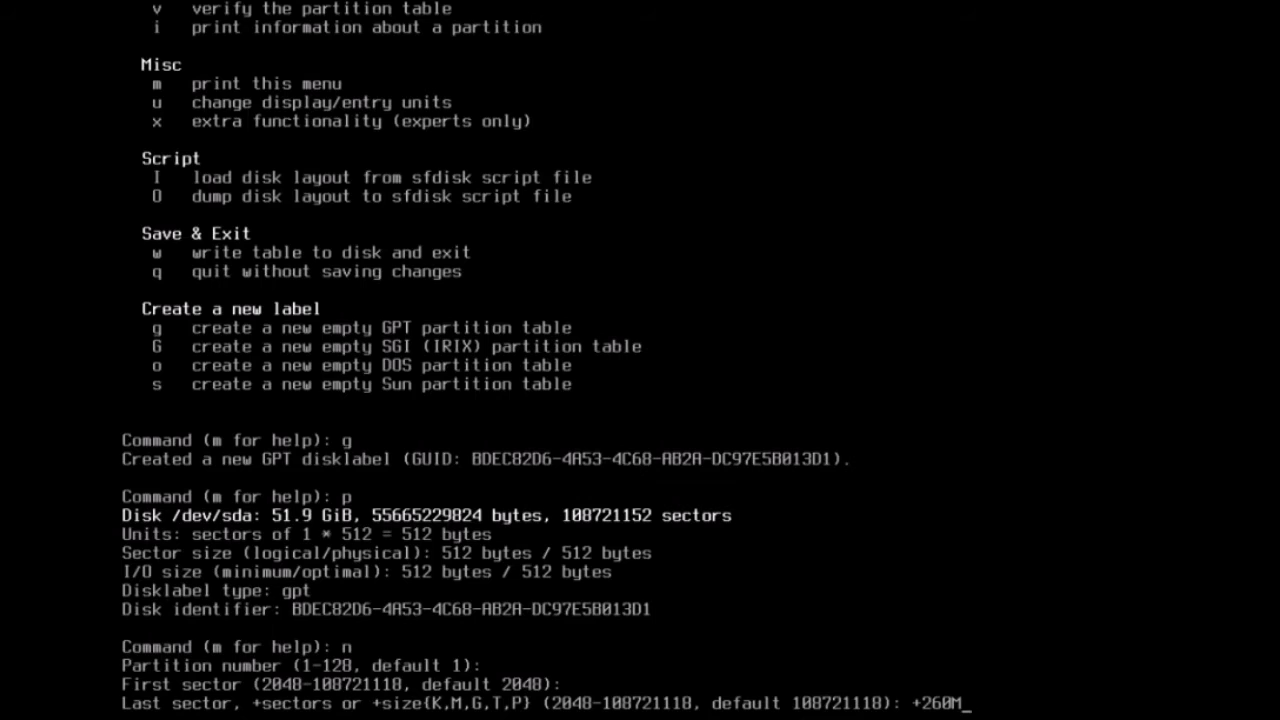 v   verify the partition table
i   print information about a partition
Misc
m   print this menu
u   change display/entry units
x   extra functionality (experts only)
Script
I   load disk layout from sfdisk script file
O   dump disk layout to sfdisk script file
Save & Exit
w   write table to disk and exit
q   quit without saving changes
Create a new label
g   create a new empty GPT partition table
G   create a new empty SGI (IRIX) partition table
o   create a new empty DOS partition table
s   create a new empty Sun partition table
Command (m for help): g
Created a new GPT disklabel (GUID: BDEC82D6-4A53-4C68-AB2A-DC97E5B013D1).
Command (m for help): p
Disk /dev/sda: 51.9 GiB, 55665229824 bytes, 108721152 sectors
Units: sectors of 1 * 512 = 512 bytes
Sector size (logical/physical): 512 bytes / 512 bytes
I/O size (minimum/optimal): 512 bytes / 512 bytes
Disklabel type: gpt
Disk identifier: BDEC82D6-4A53-4C68-AB2A-DC97E5B013D1
Command (m for help): n
Partition number (1-128, default 1):
First sector (2048-108721118, default 2048):
Last sector, +sectors or +size{K,M,G,T,P} (2048-108721118, default 108721118): +260M_